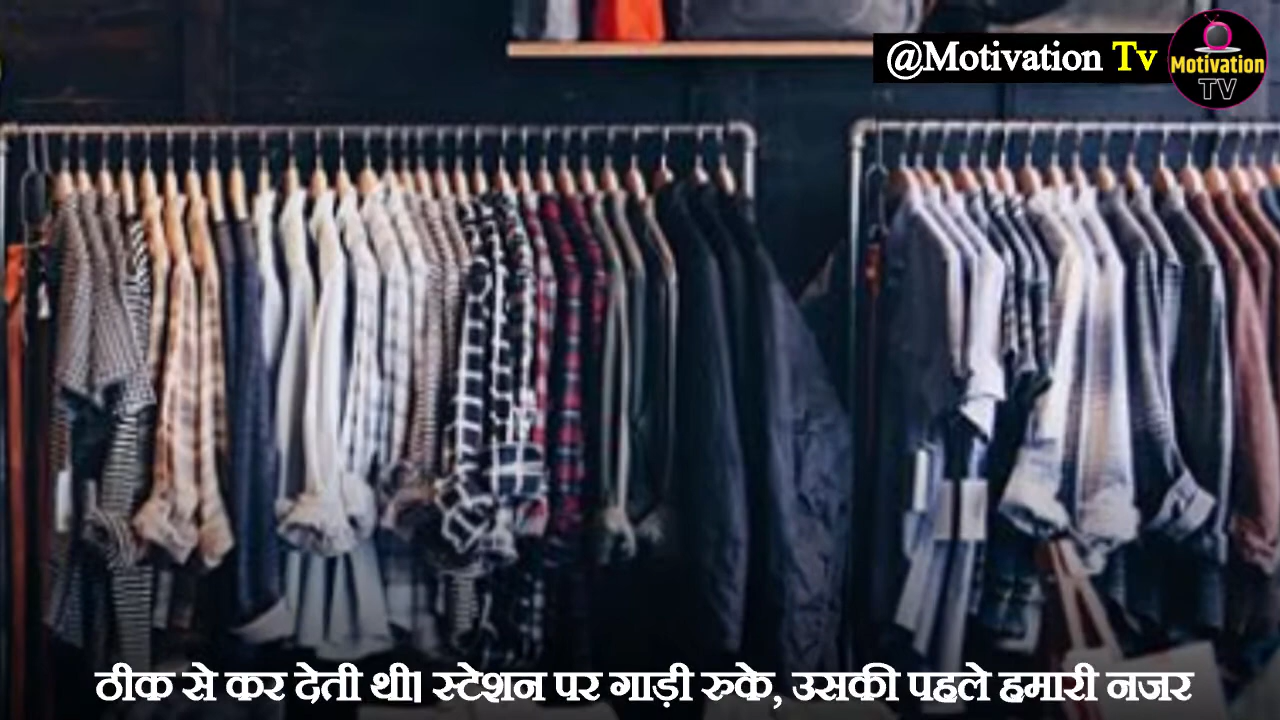 @Motivation Tv
Motivation
TV
ठीक से कर देती थी। स्टेशन पर गाड़ी रुके, उसकी पहले हमारी नजर